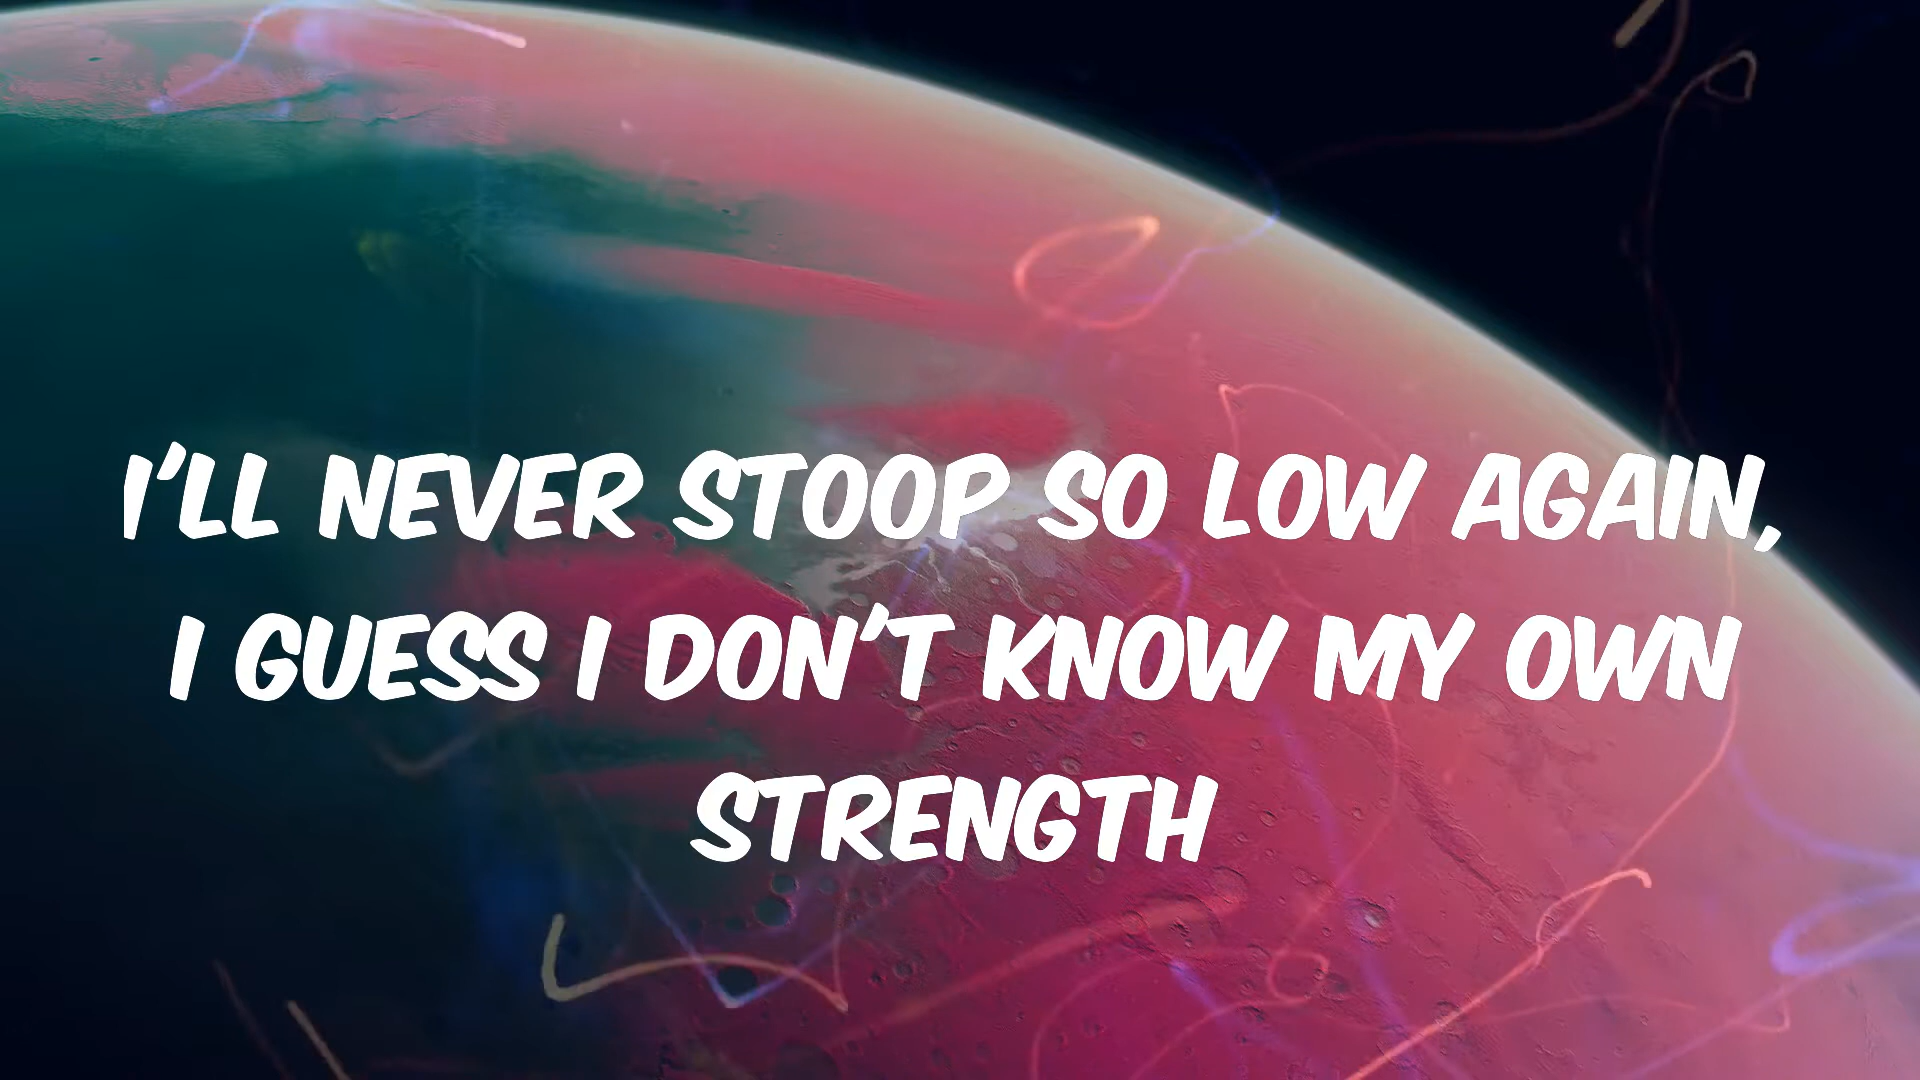 I'LL NEVER STOOP SO LOW AGAIN,
I GUESS I DON'T KNOW MY OWN
STRENGTH